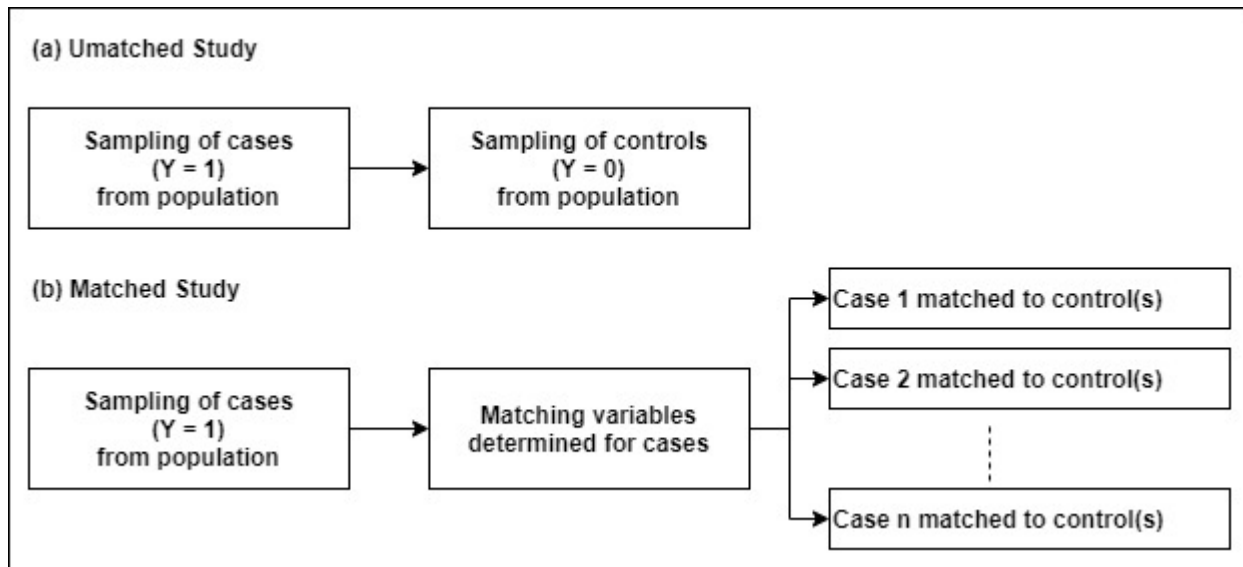 (a) Umatched Study
Sampling of cases
(Y = 1)
from population
Sampling of controls
(Y = 0)
from population
(b) Matched Study
Sampling of cases
(Y = 1)
from population
Matching variables
determined for cases
Case 1 matched to control(s)
Case 2 matched to control(s)
Case n matched to control(s)